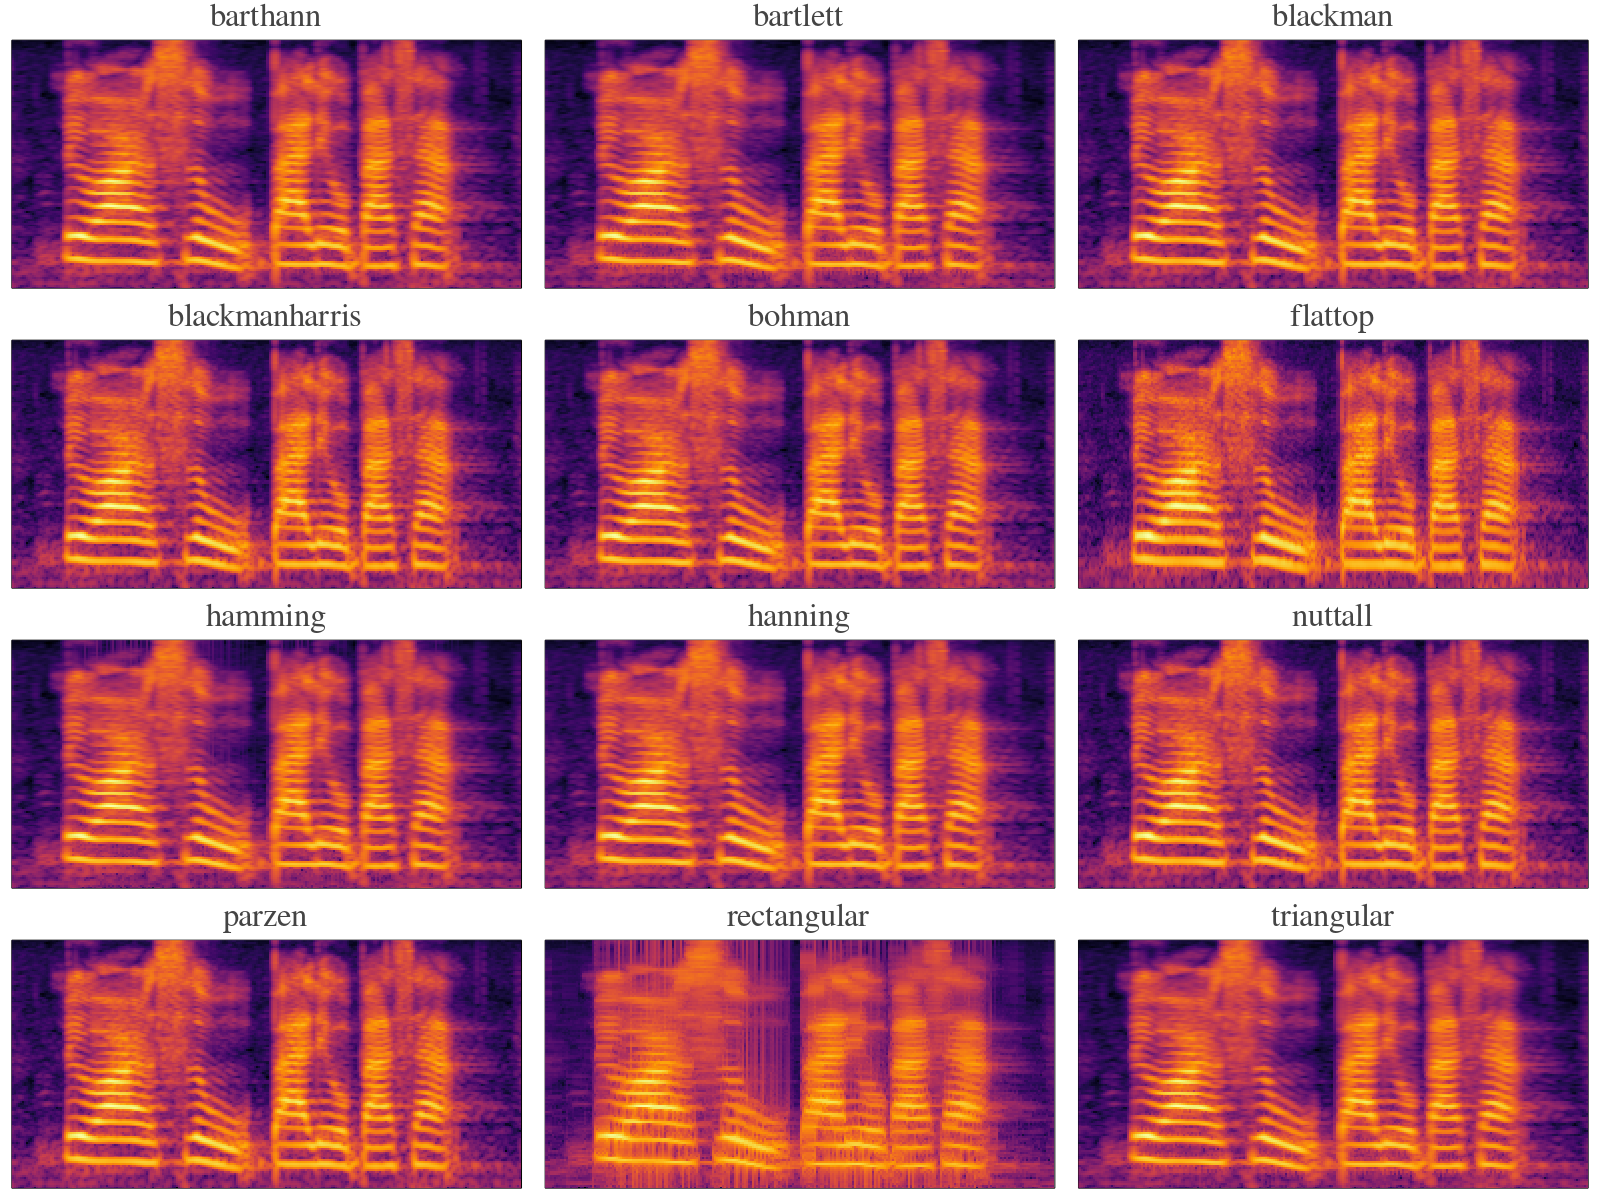 barthann
bartlett
blackman
blackmanharris
bohman
flattop
hamming
hanning
nuttall
parzen
rectangular
triangular